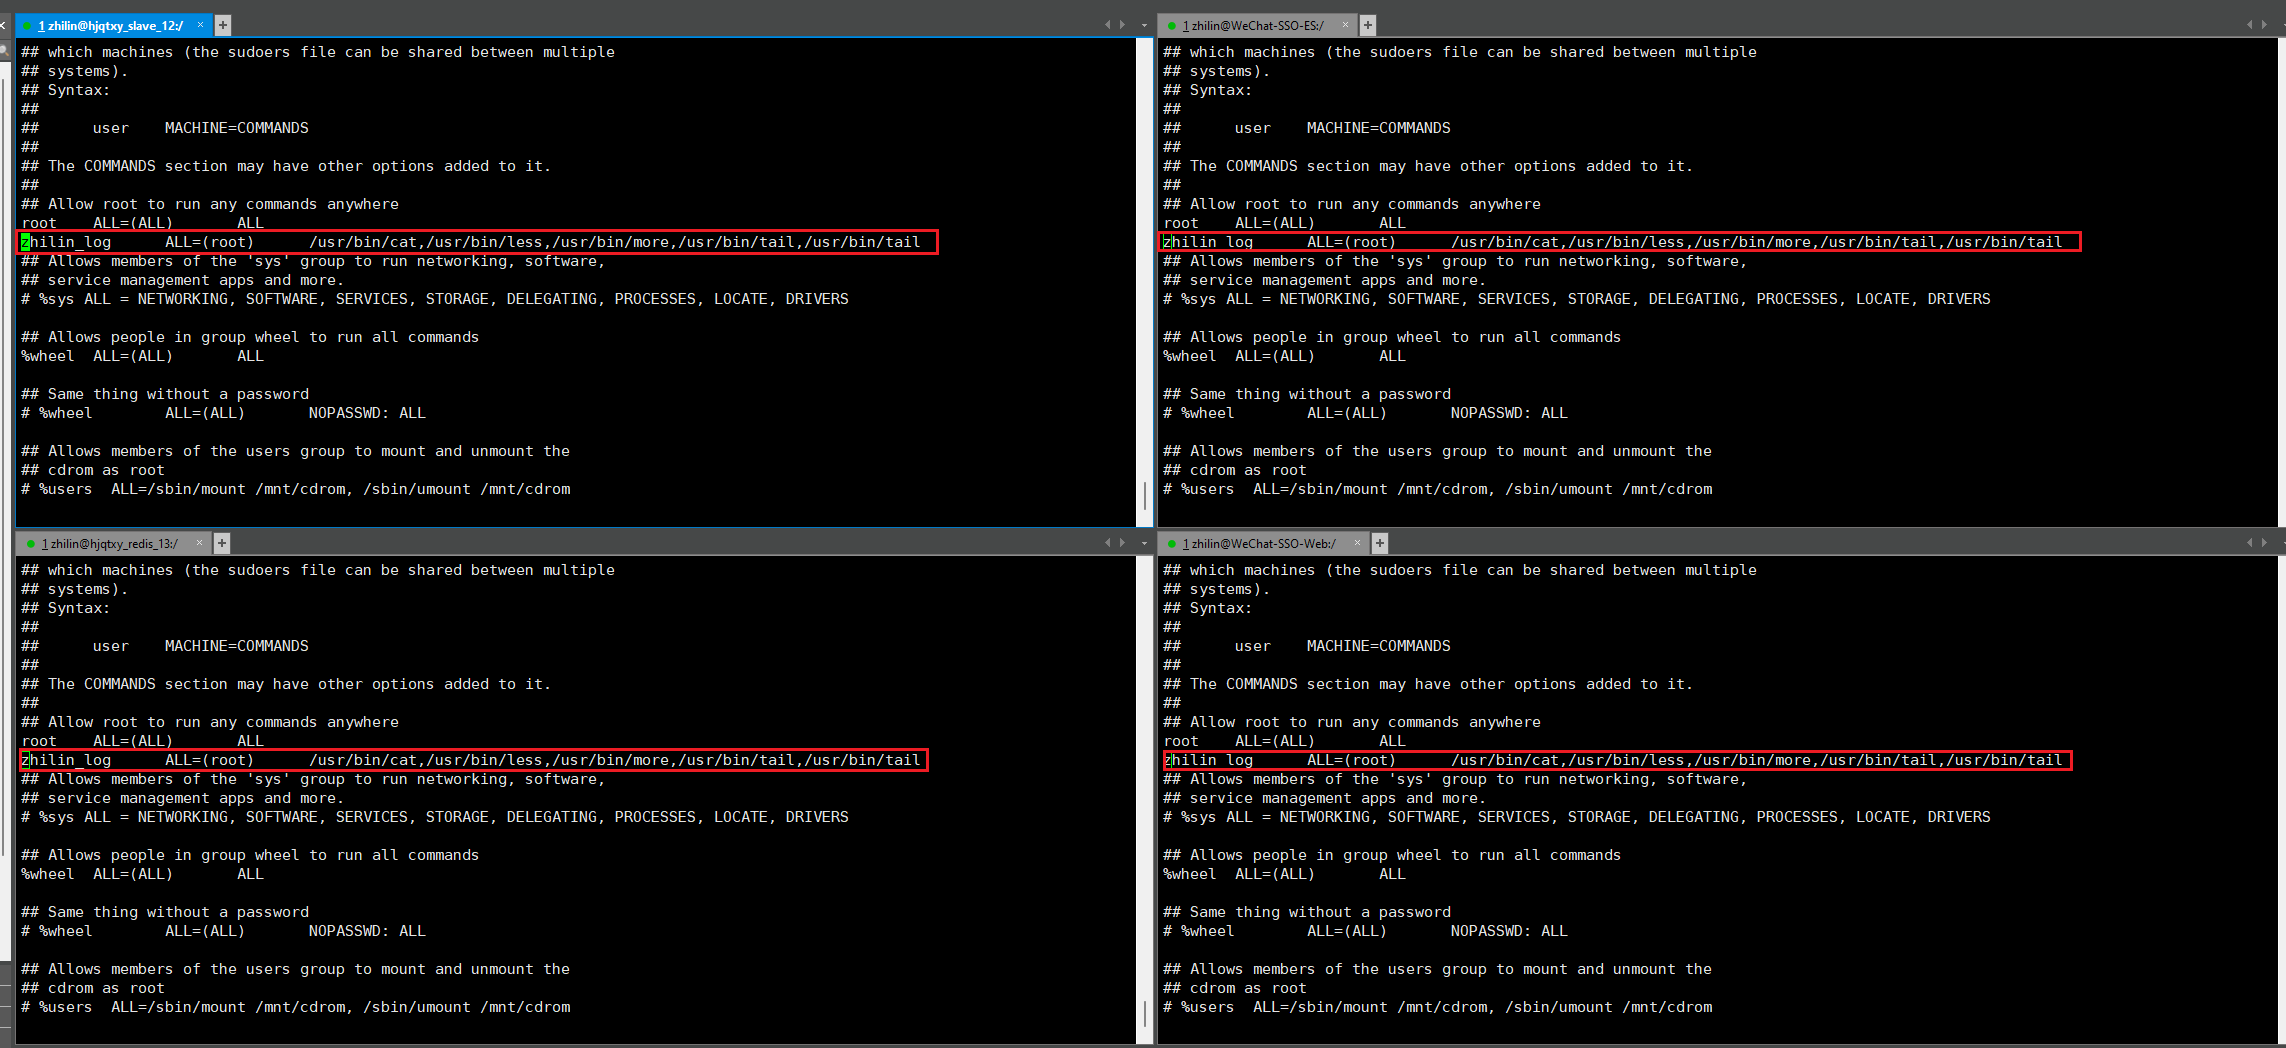 1 zhilin@hjqtxy_slave_12:/ × +
## which machines (the sudoers file can be shared between multiple
## systems).
## Syntax:
##
##      user    MACHINE=COMMANDS
##
## The COMMANDS section may have other options added to it.
##
## Allow root to run any commands anywhere
root    ALL=(ALL)       ALL
zhilin_log      ALL=(root)      /usr/bin/cat,/usr/bin/less,/usr/bin/more,/usr/bin/tail,/usr/bin/tail
## Allows members of the 'sys' group to run networking, software,
## service management apps and more.
# %sys ALL = NETWORKING, SOFTWARE, SERVICES, STORAGE, DELEGATING, PROCESSES, LOCATE, DRIVERS
## Allows people in group wheel to run all commands
%wheel  ALL=(ALL)       ALL
## Same thing without a password
# %wheel        ALL=(ALL)       NOPASSWD: ALL
## Allows members of the users group to mount and unmount the
## cdrom as root
# %users  ALL=/sbin/mount /mnt/cdrom, /sbin/umount /mnt/cdrom
1 zhilin@WeChat-SSO-ES:/ × +
## which machines (the sudoers file can be shared between multiple
## systems).
## Syntax:
##
##      user    MACHINE=COMMANDS
##
## The COMMANDS section may have other options added to it.
##
## Allow root to run any commands anywhere
root    ALL=(ALL)       ALL
zhilin_log      ALL=(root)      /usr/bin/cat,/usr/bin/less,/usr/bin/more,/usr/bin/tail,/usr/bin/tail
## Allows members of the 'sys' group to run networking, software,
## service management apps and more.
# %sys ALL = NETWORKING, SOFTWARE, SERVICES, STORAGE, DELEGATING, PROCESSES, LOCATE, DRIVERS
## Allows people in group wheel to run all commands
%wheel  ALL=(ALL)       ALL
## Same thing without a password
# %wheel        ALL=(ALL)       NOPASSWD: ALL
## Allows members of the users group to mount and unmount the
## cdrom as root
# %users  ALL=/sbin/mount /mnt/cdrom, /sbin/umount /mnt/cdrom
1 zhilin@hjqtxy_redis_13:/ × +
## which machines (the sudoers file can be shared between multiple
## systems).
## Syntax:
##
##      user    MACHINE=COMMANDS
##
## The COMMANDS section may have other options added to it.
##
## Allow root to run any commands anywhere
root    ALL=(ALL)       ALL
zhilin_log      ALL=(root)      /usr/bin/cat,/usr/bin/less,/usr/bin/more,/usr/bin/tail,/usr/bin/tail
## Allows members of the 'sys' group to run networking, software,
## service management apps and more.
# %sys ALL = NETWORKING, SOFTWARE, SERVICES, STORAGE, DELEGATING, PROCESSES, LOCATE, DRIVERS
## Allows people in group wheel to run all commands
%wheel  ALL=(ALL)       ALL
## Same thing without a password
# %wheel        ALL=(ALL)       NOPASSWD: ALL
## Allows members of the users group to mount and unmount the
## cdrom as root
# %users  ALL=/sbin/mount /mnt/cdrom, /sbin/umount /mnt/cdrom
1 zhilin@WeChat-SSO-Web:/ × +
## which machines (the sudoers file can be shared between multiple
## systems).
## Syntax:
##
##      user    MACHINE=COMMANDS
##
## The COMMANDS section may have other options added to it.
##
## Allow root to run any commands anywhere
root    ALL=(ALL)       ALL
zhilin_log      ALL=(root)      /usr/bin/cat,/usr/bin/less,/usr/bin/more,/usr/bin/tail,/usr/bin/tail
## Allows members of the 'sys' group to run networking, software,
## service management apps and more.
# %sys ALL = NETWORKING, SOFTWARE, SERVICES, STORAGE, DELEGATING, PROCESSES, LOCATE, DRIVERS
## Allows people in group wheel to run all commands
%wheel  ALL=(ALL)       ALL
## Same thing without a password
# %wheel        ALL=(ALL)       NOPASSWD: ALL
## Allows members of the users group to mount and unmount the
## cdrom as root
# %users  ALL=/sbin/mount /mnt/cdrom, /sbin/umount /mnt/cdrom